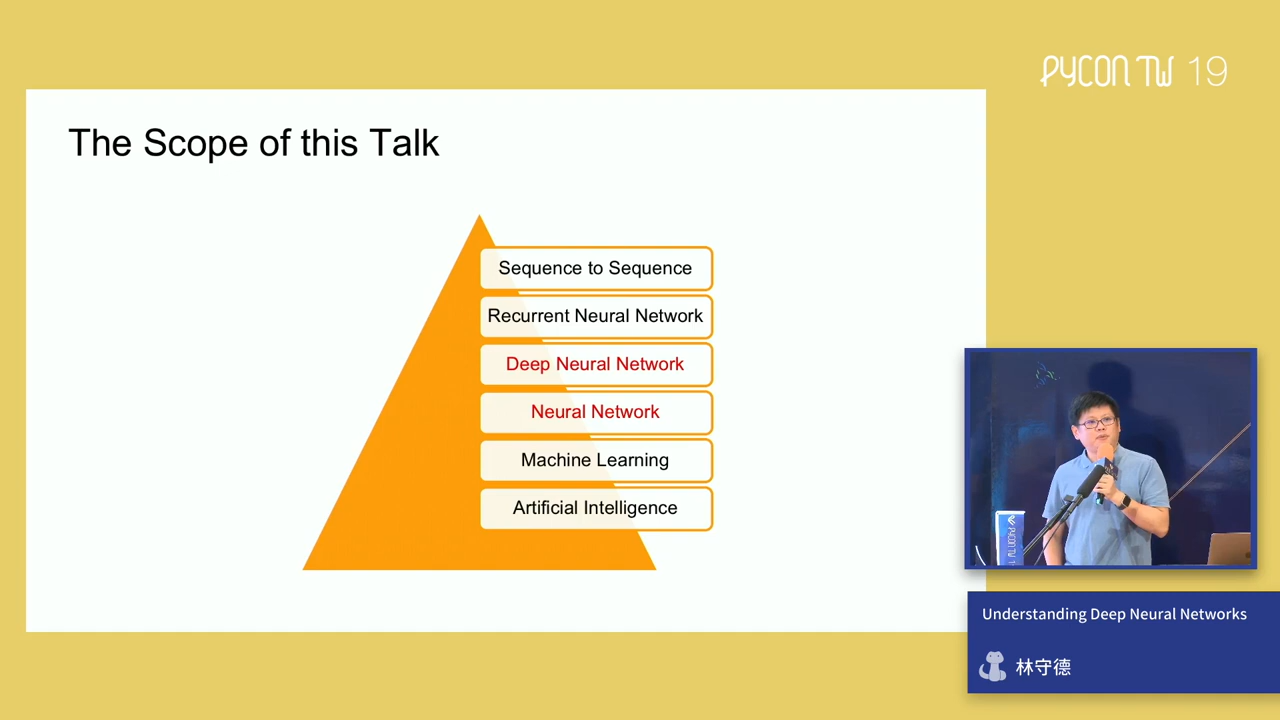 PYCON TW 19
The Scope of this Talk
Sequence to Sequence
Recurrent Neural Network
Deep Neural Network
Neural Network
Machine Learning
Artificial Intelligence
Understanding Deep Neural Networks
林守德